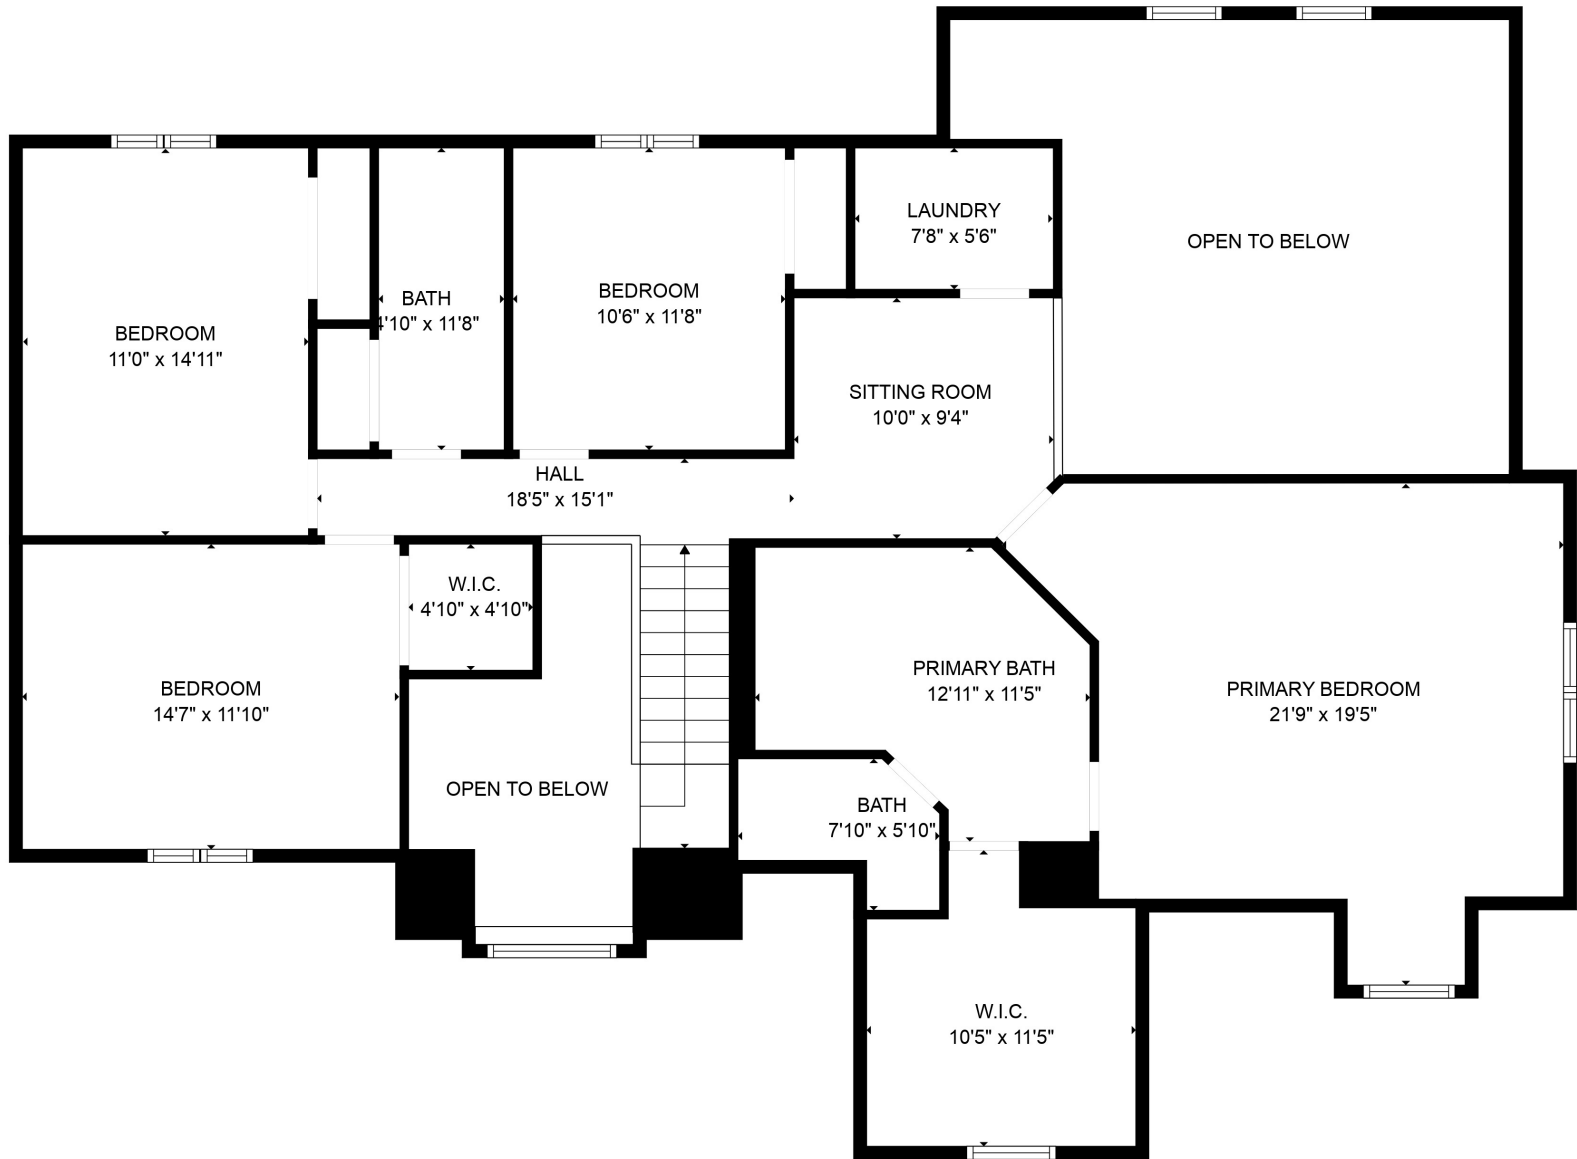 OPEN TO BELOW
LAUNDRY
7'8" x 5'6"
BEDROOM
11'0" x 14'11"
BATH
4'10" x 11'8"
BEDROOM
10'6" x 11'8"
SITTING ROOM
10'0" x 9'4"
HALL
18'5" x 15'1"
W.I.C.
4'10" x 4'10"
BEDROOM
14'7" x 11'10"
OPEN TO BELOW
PRIMARY BATH
12'11" x 11'5"
PRIMARY BEDROOM
21'9" x 19'5"
BATH
7'10" x 5'10"
W.I.C.
10'5" x 11'5"